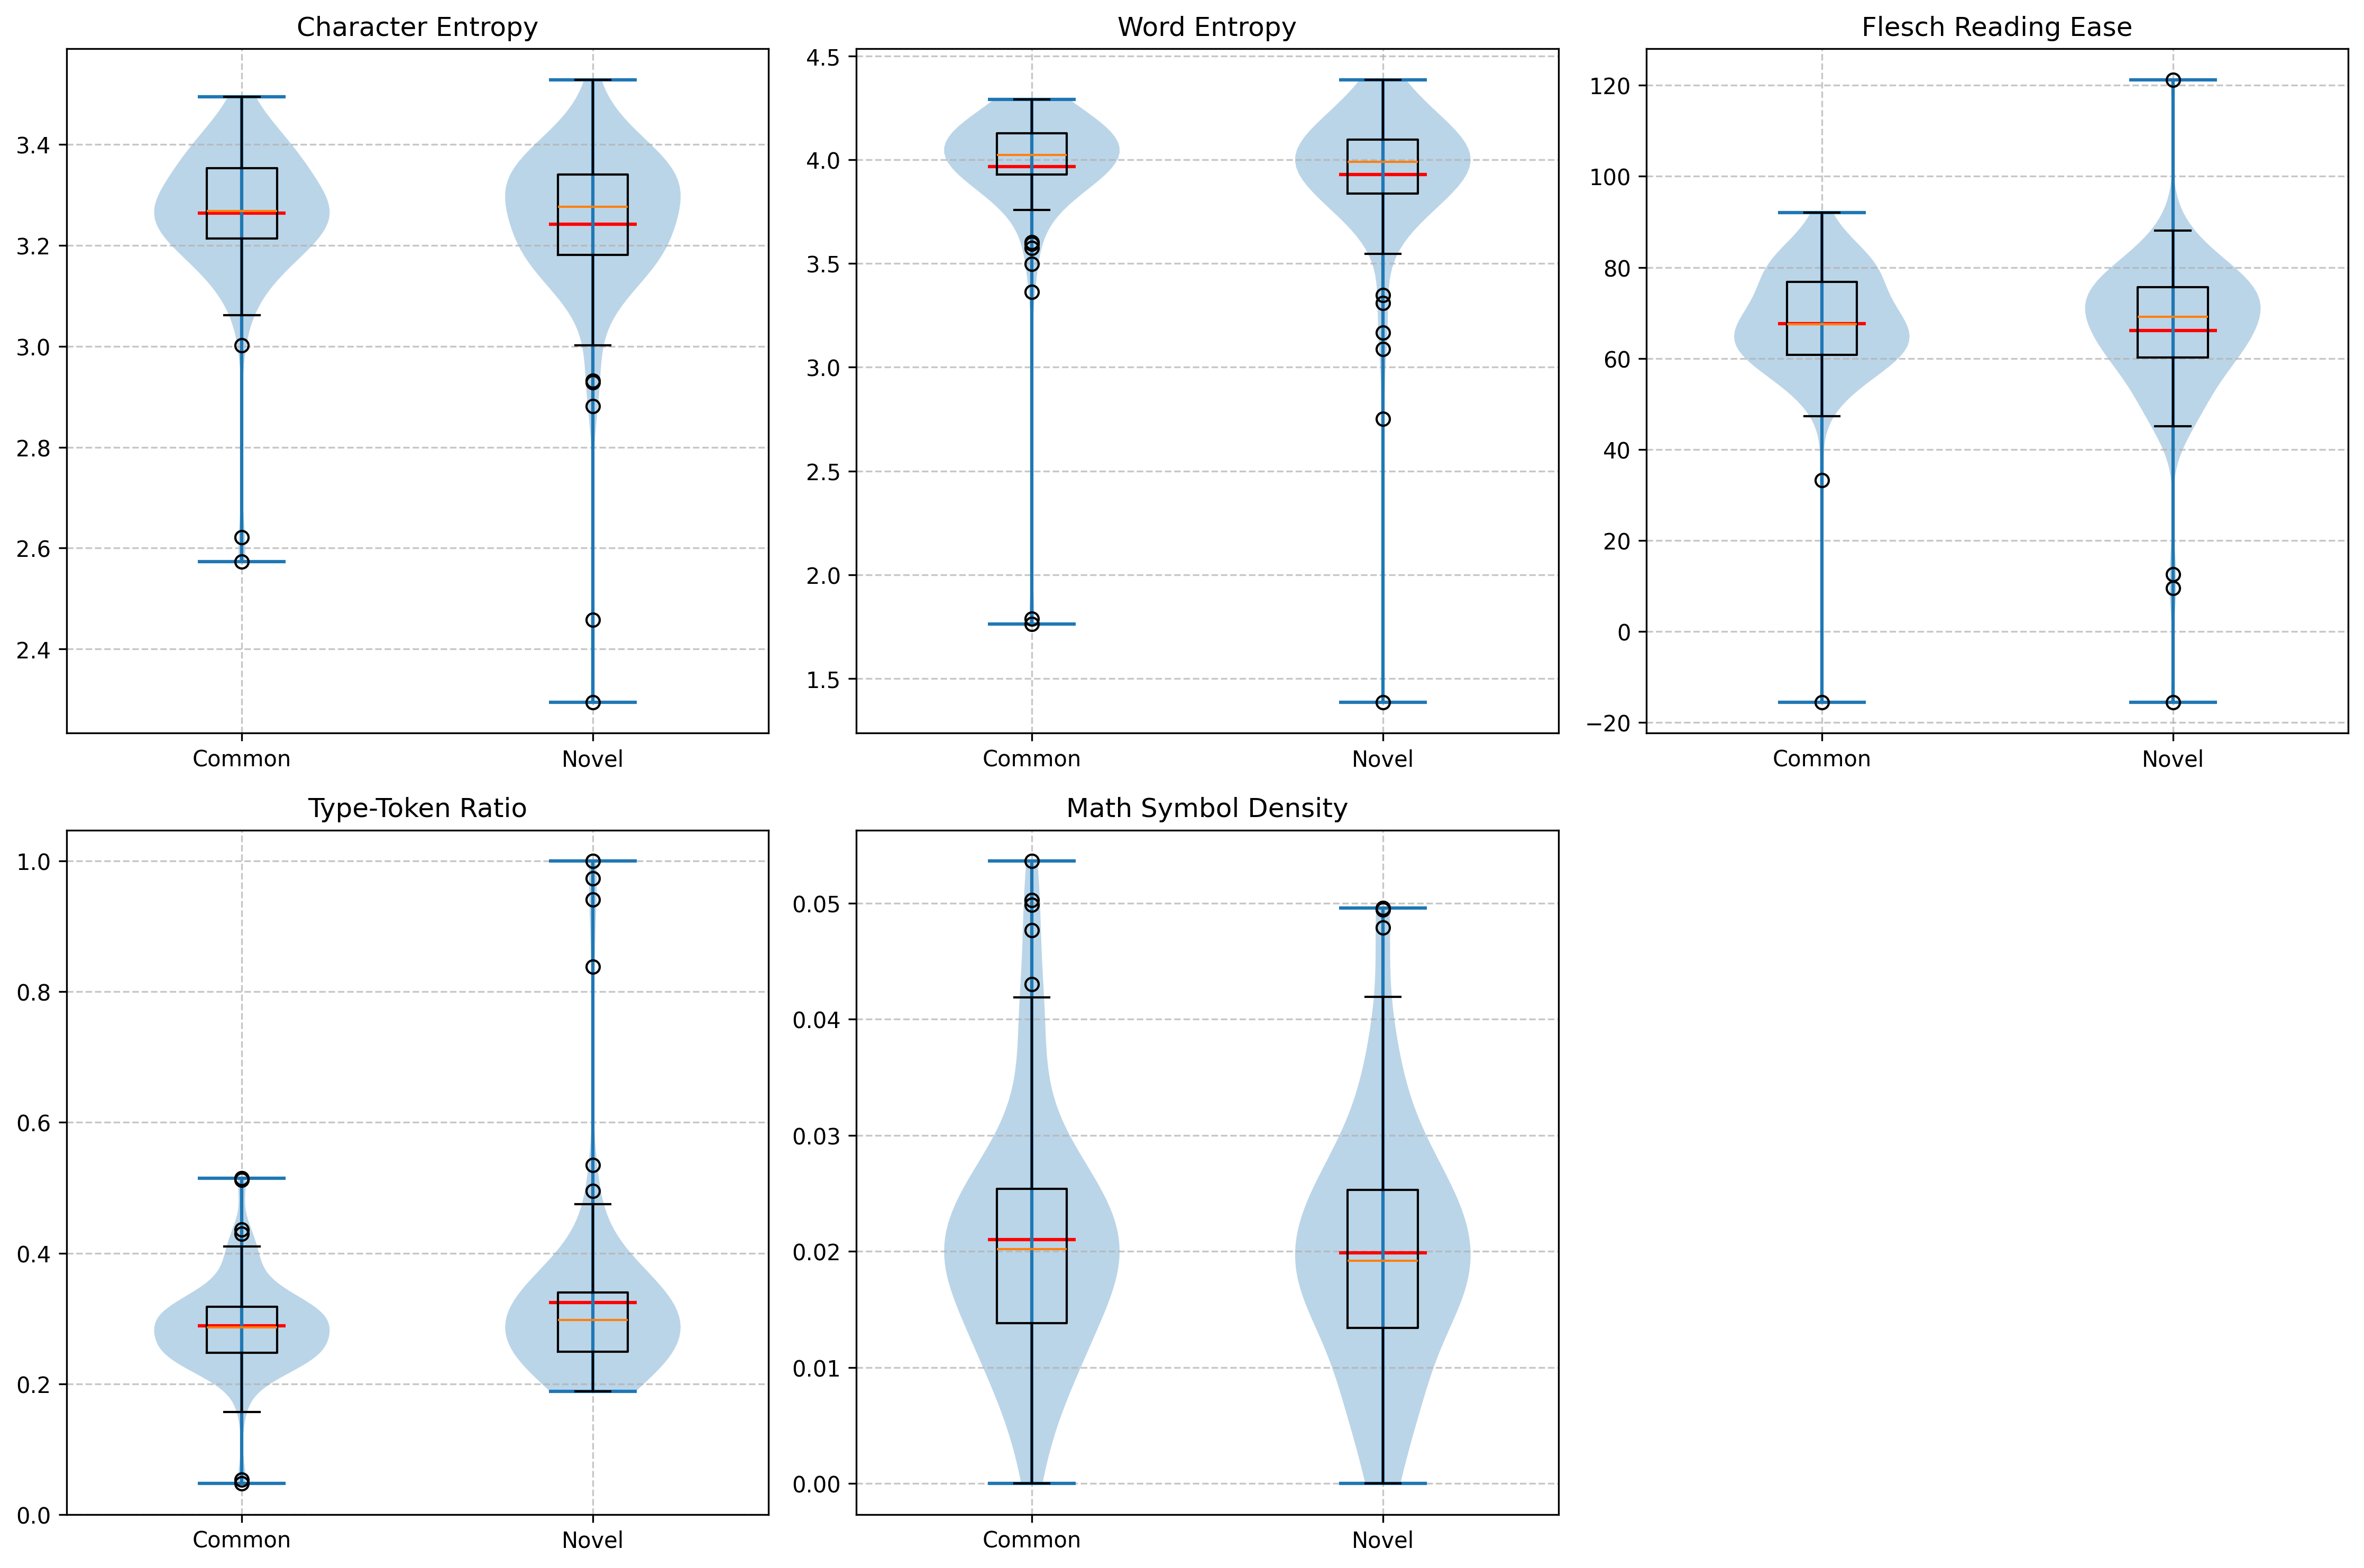 Character Entropy
3.4
3.2
3.0
2.8
2.6
2.4
Common
Novel
Word Entropy
4.5
4.0
3.5
3.0
2.5
2.0
1.5
Common
Novel
Flesch Reading Ease
120
100
80
60
40
20
0
−20
Common
Novel
Type-Token Ratio
1.0
0.8
0.6
0.4
0.2
0.0
Common
Novel
Math Symbol Density
0.05
0.04
0.03
0.02
0.01
0.00
Common
Novel